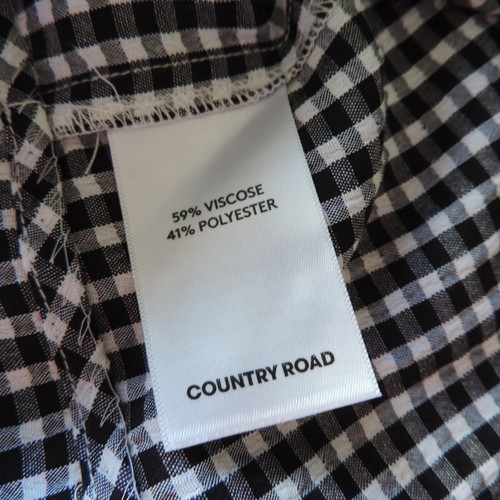 59% VISCOSE
41% POLYESTER
COUNTRY ROAD